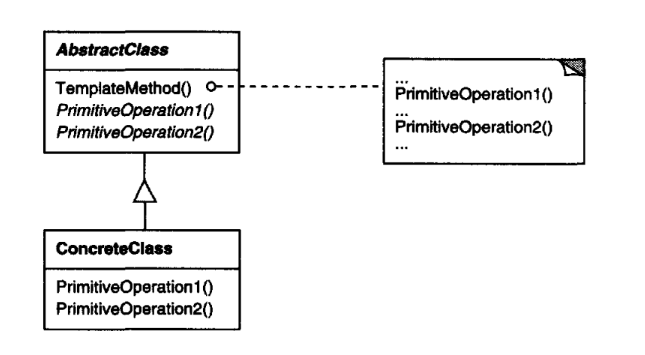 AbstractClass
TemplateMethod()
PrimitiveOperation1()
PrimitiveOperation2()
...
PrimitiveOperation1()
...
PrimitiveOperation2()
...
ConcreteClass
PrimitiveOperation1()
PrimitiveOperation2()